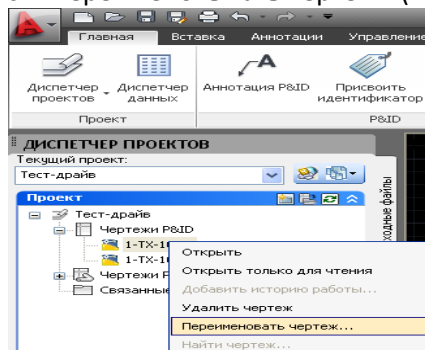 Главная Вставка Аннотации Управление
Диспетчер проектов Диспетчер данных Аннотация P&ID Присвоить идентификатор
Проект P&ID
ДИСПЕТЧЕР ПРОЕКТОВ
Текущий проект:
Тест-драйв
Проект
Тест-драйв
Чертежи P&ID
1-TX-1
1-TX-1
Чертежи
Связанные
Открыть
Открыть только для чтения
Добавить историю работы...
Удалить чертеж
Переименовать чертеж...
Найти чертеж...